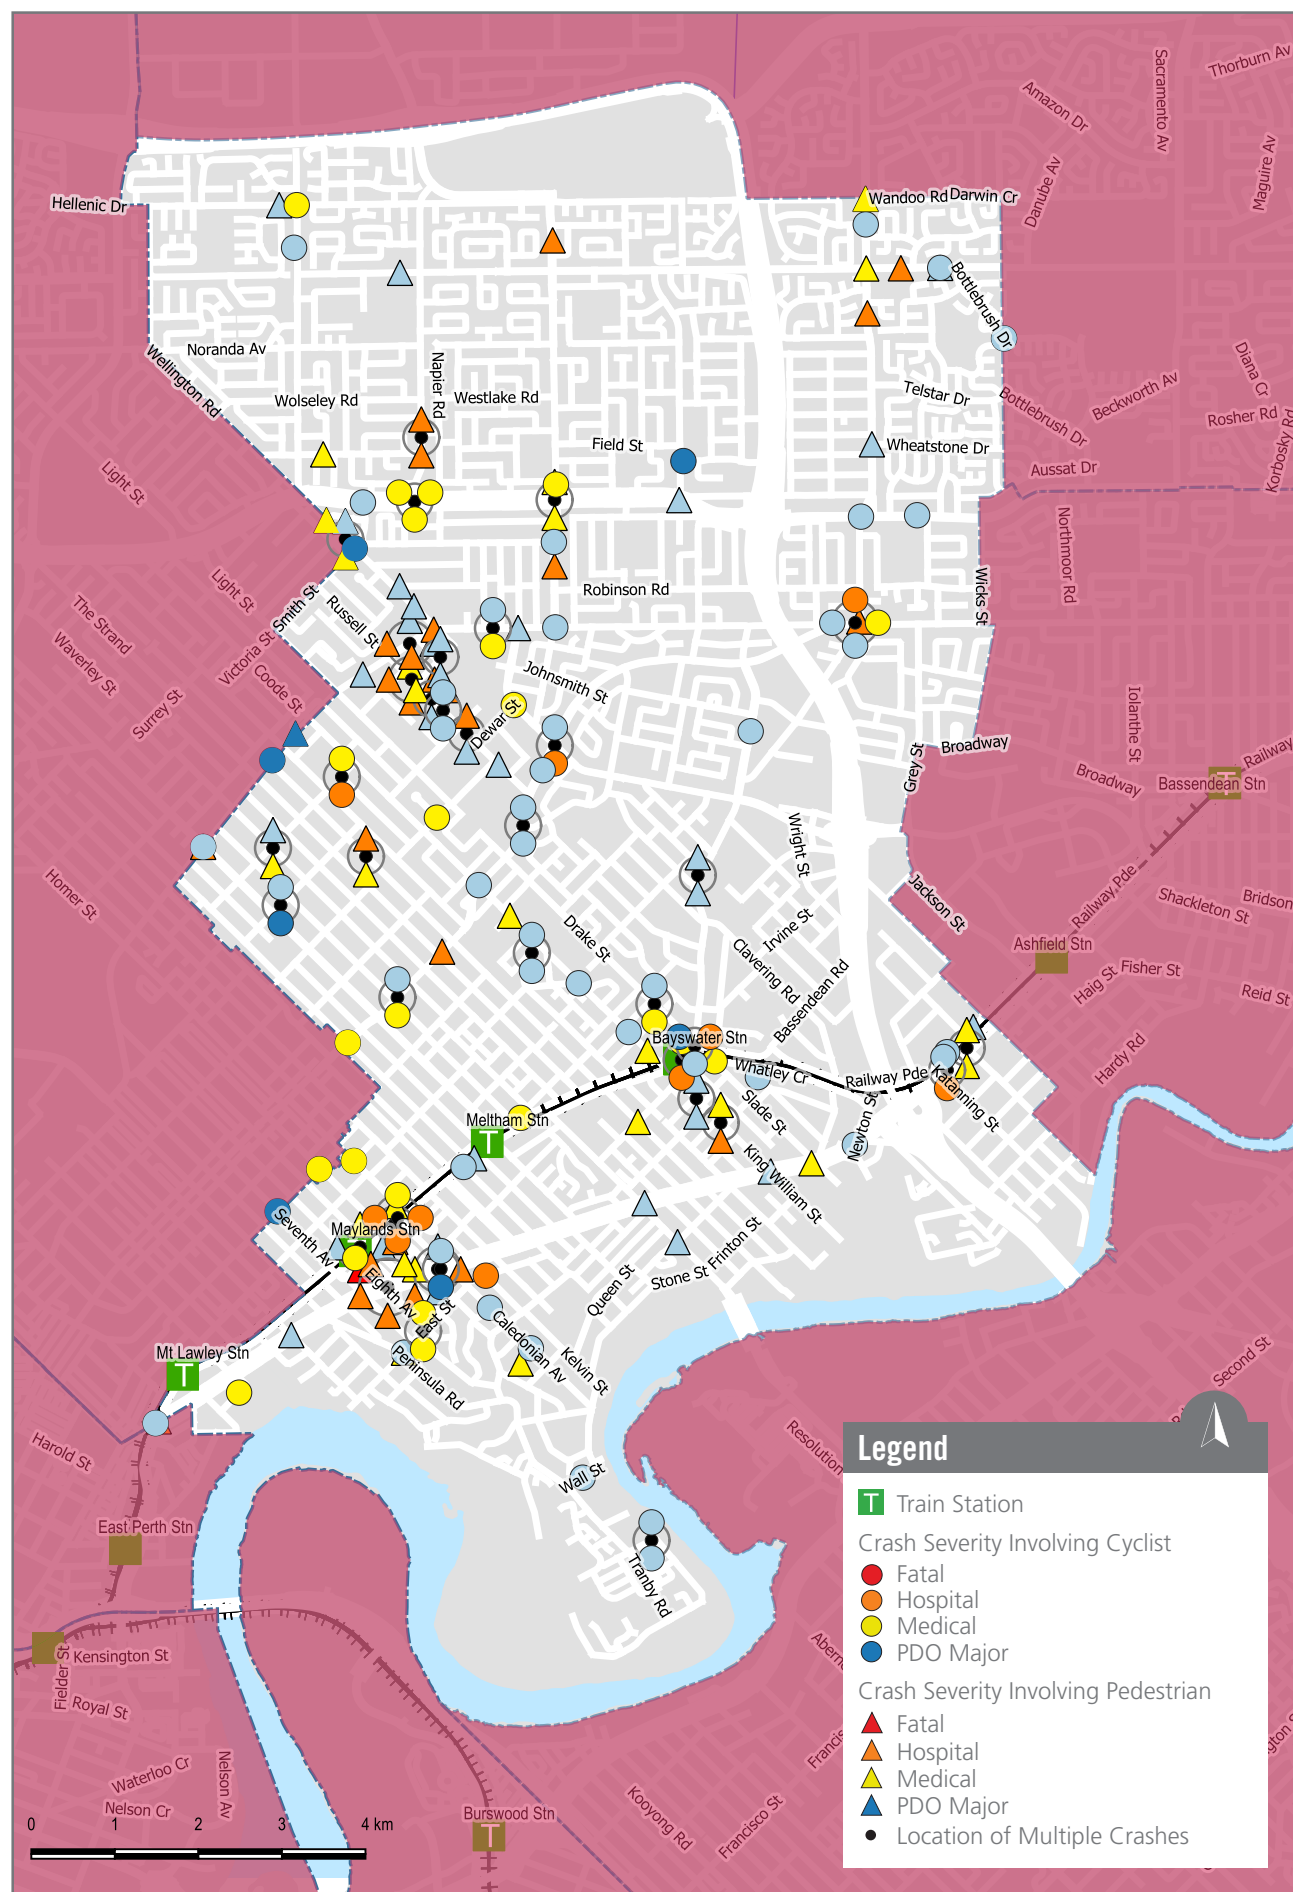 Thorburn Av
Sacramento Av
Amazon Dr
Maguire Av
Danube Av
Hellenic Dr
Wandoo Rd
Darwin Cr
Bottlebrush Dr
Noranda Av
Wellington Rd
Napier Rd
Wolseley Rd
Westlake Rd
Telstar Dr
Diana Cr
Beckworth Av
Bottlebrush Dr
Rosher Rd
Korbosky Rd
Field St
Wheatstone Dr
Aussat Dr
Light St
Northmoor Rd
Wicks St
Robinson Rd
Light St
Smith St
Russell St
The Strand
Victoria St
Waverley St
Coode St
Surrey St
Johnsmith St
Dewar St
Iolanthe St
Broadway
Grey St
Railway
Broadway
Bassendean Stn
T
Wright St
Homer St
Jackson St
Railway Pde
Shackleton St
Bridson
Drake St
Irvine St
Clavering Rd
Bassendean Rd
Ashfield Stn
Haig St
Fisher St
Reid St
Bayswater Stn
Whatley Cr
Railway Pde
Katanning St
Hardy Rd
Slade St
Newton St
Meltham Stn
T
King William St
Seventh Av
Maylands Stn
Frinton St
Stone St
Queen St
Eighth Av
East St
Caledonian Av
Kelvin St
Peninsula Rd
Mt Lawley Stn
T
Second St
Harold St
Resolution
Wall St
East Perth Stn
Tranby Rd
Fielder St
Kensington St
Royal St
Francis
Waterloo Cr
Nelson Av
Nelson Cr
Kooyong Rd
Francisco St
Burswood Stn
T
0 1 2 3 4 km
Legend
T Train Station
Crash Severity Involving Cyclist
Fatal
Hospital
Medical
PDO Major
Crash Severity Involving Pedestrian
Fatal
Hospital
Medical
PDO Major
Location of Multiple Crashes